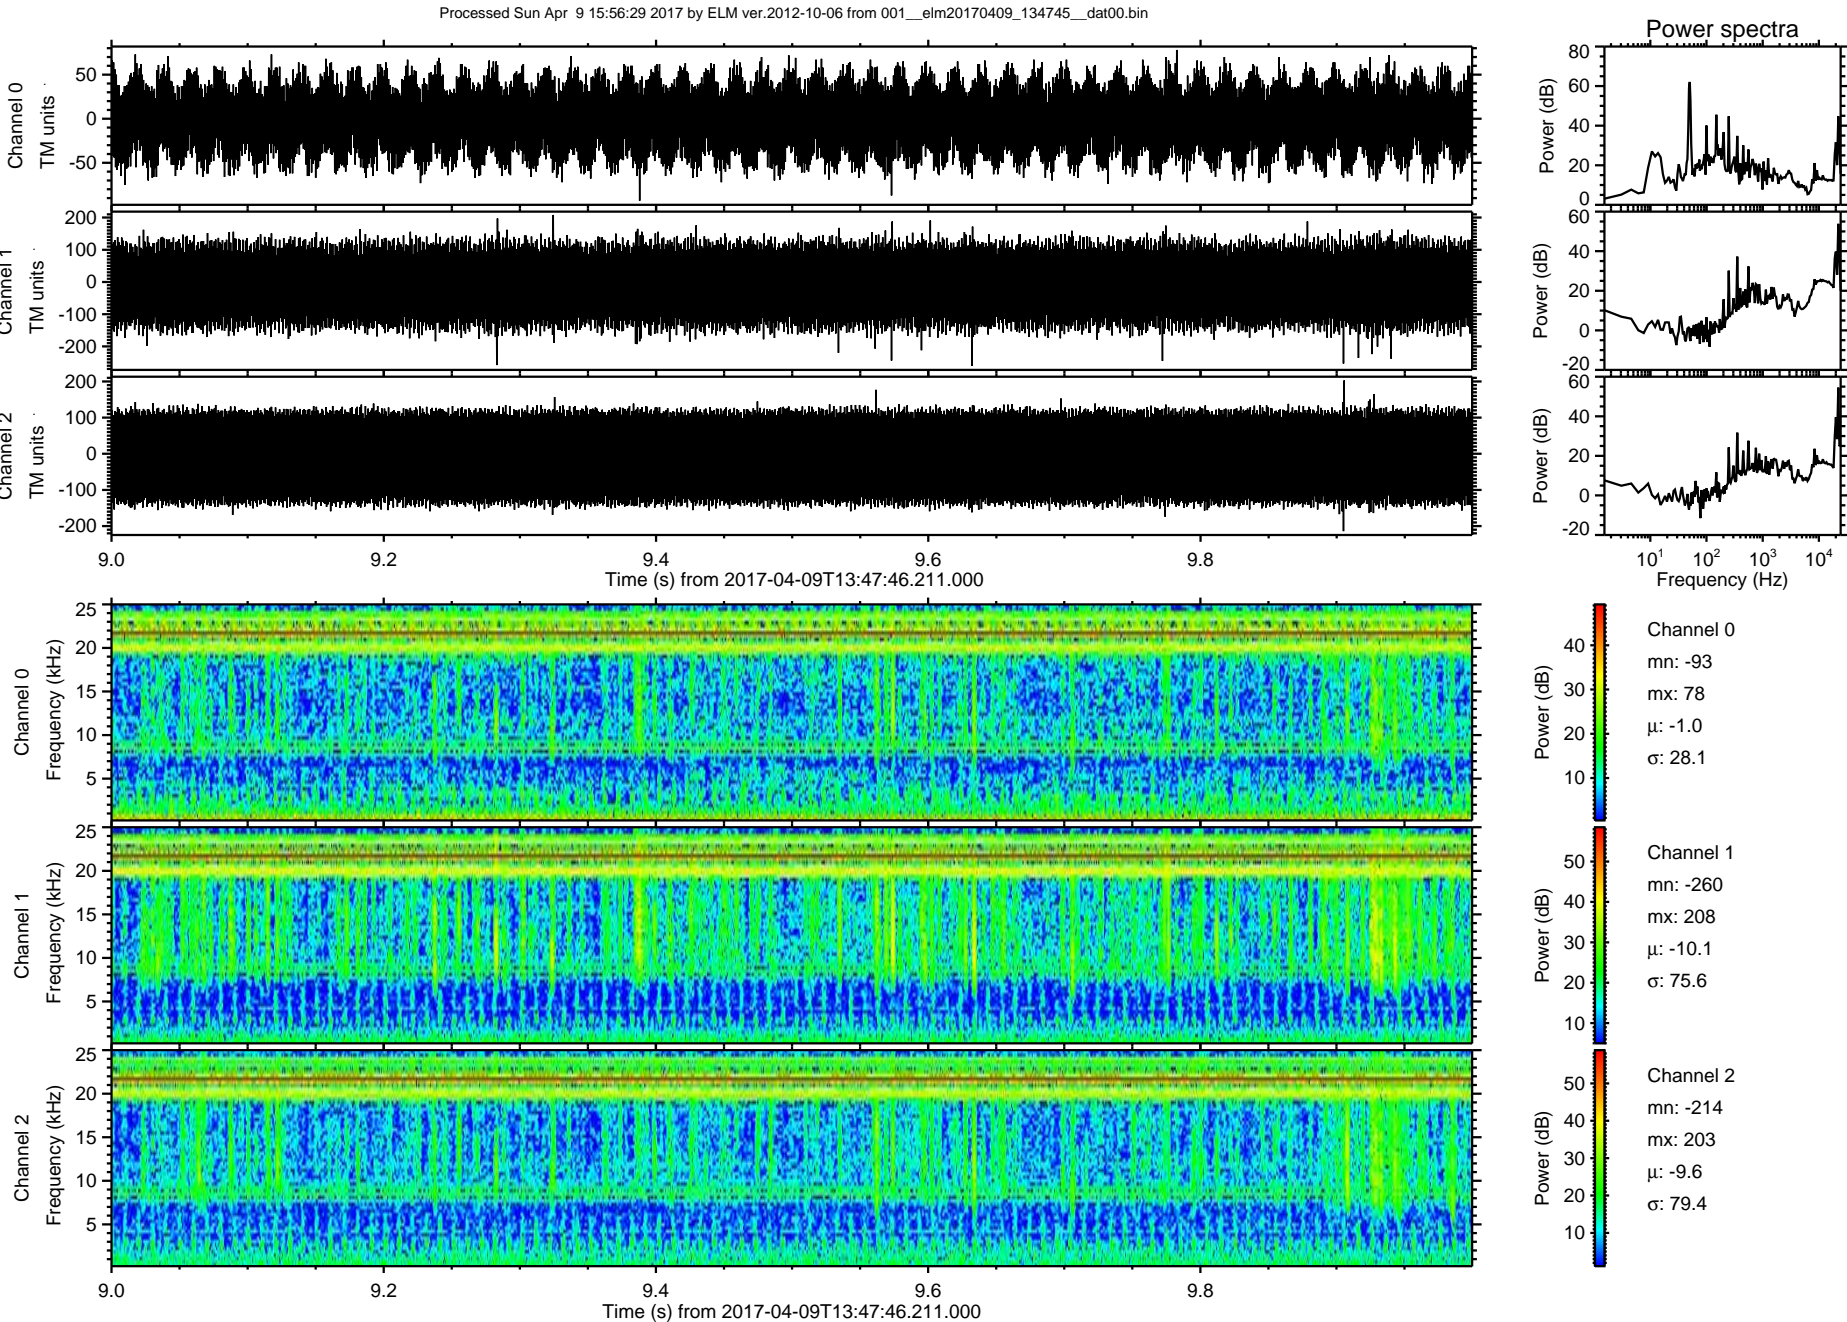 Processed Sun Apr  9 15:56:29 2017 by ELM ver.2012-10-06 from 001__elm20170409_134745__dat00.bin
Power spectra
Channel 0
TM units
50
0
-50
Power (dB)
80
60
40
20
0
Channel 1
TM units
200
100
0
-100
-200
Power (dB)
60
40
20
0
-20
Channel 2
TM units
200
100
0
-100
-200
Power (dB)
60
40
20
0
-20
9.0 9.2 9.4 9.6 9.8
Time (s) from 2017-04-09T13:47:46.211.000
10^1 10^2 10^3 10^4
Frequency (Hz)
Channel 0
Frequency (kHz)
25
20
15
10
5
Power (dB)
40
30
20
10
Channel 0
mn: -93
mx: 78
μ: -1.0
σ: 28.1
Channel 1
Frequency (kHz)
25
20
15
10
5
Power (dB)
50
40
30
20
10
Channel 1
mn: -260
mx: 208
μ: -10.1
σ: 75.6
Channel 2
Frequency (kHz)
25
20
15
10
5
Power (dB)
50
40
30
20
10
Channel 2
mn: -214
mx: 203
μ: -9.6
σ: 79.4
9.0 9.2 9.4 9.6 9.8
Time (s) from 2017-04-09T13:47:46.211.000